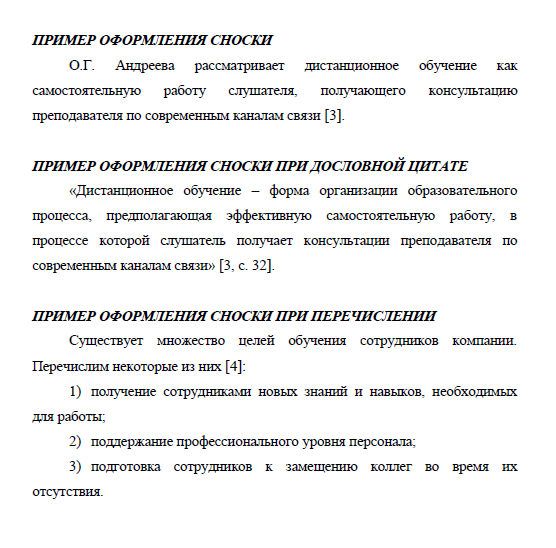 ПРИМЕР ОФОРМЛЕНИЯ СНОСКИ
О.Г. Андреева рассматривает дистанционное обучение как
самостоятельную работу слушателя, получающего консультацию
преподавателя по современным каналам связи [3].
ПРИМЕР ОФОРМЛЕНИЯ СНОСКИ ПРИ ДОСЛОВНОЙ ЦИТАТЕ
«Дистанционное обучение – форма организации образовательного
процесса, предполагающая эффективную самостоятельную работу, в
процессе которой слушатель получает консультации преподавателя по
современным каналам связи» [3, с. 32].
ПРИМЕР ОФОРМЛЕНИЯ СНОСКИ ПРИ ПЕРЕЧИСЛЕНИИ
Существует множество целей обучения сотрудников компании.
Перечислим некоторые из них [4]:
1) получение сотрудниками новых знаний и навыков, необходимых
для работы;
2) поддержание профессионального уровня персонала;
3) подготовка сотрудников к замещению коллег во время их
отсутствия.